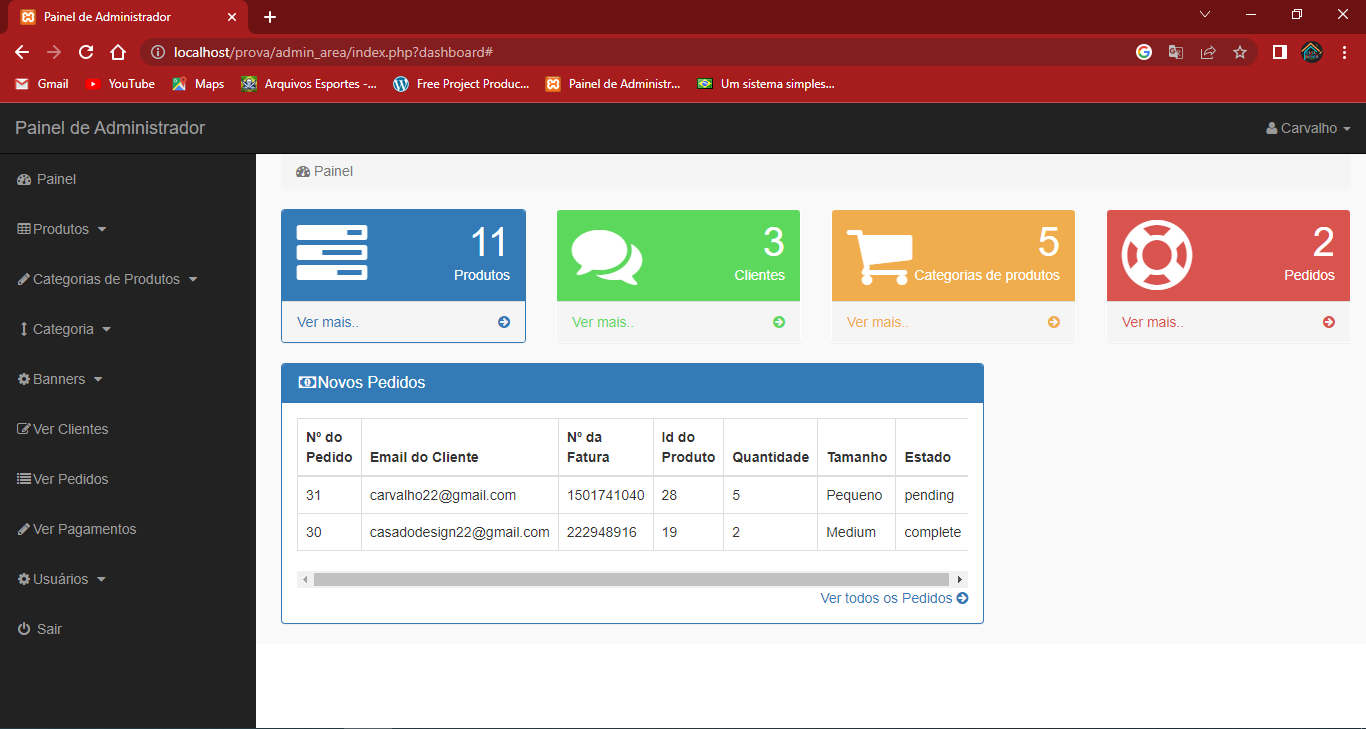 Painel de Administrador
localhost/prova/admin_area/index.php?dashboard#
Gmail YouTube Maps Arquivos Esportes -... Free Project Produc... Painel de Administr... Um sistema simples...
Painel de Administrador
Carvalho
Painel
Produtos
Categorias de Produtos
Categoria
Banners
Ver Clientes
Ver Pedidos
Ver Pagamentos
Usuários
Sair
Painel
11
Produtos
Ver mais..
3
Clientes
Ver mais..
5
Categorias de produtos
Ver mais..
2
Pedidos
Ver mais..
Novos Pedidos
Nº do Pedido Email do Cliente Nº da Fatura Id do Produto Quantidade Tamanho Estado
31 carvalho22@gmail.com 1501741040 28 5 Pequeno pending
30 casadodesign22@gmail.com 222948916 19 2 Medium complete
Ver todos os Pedidos